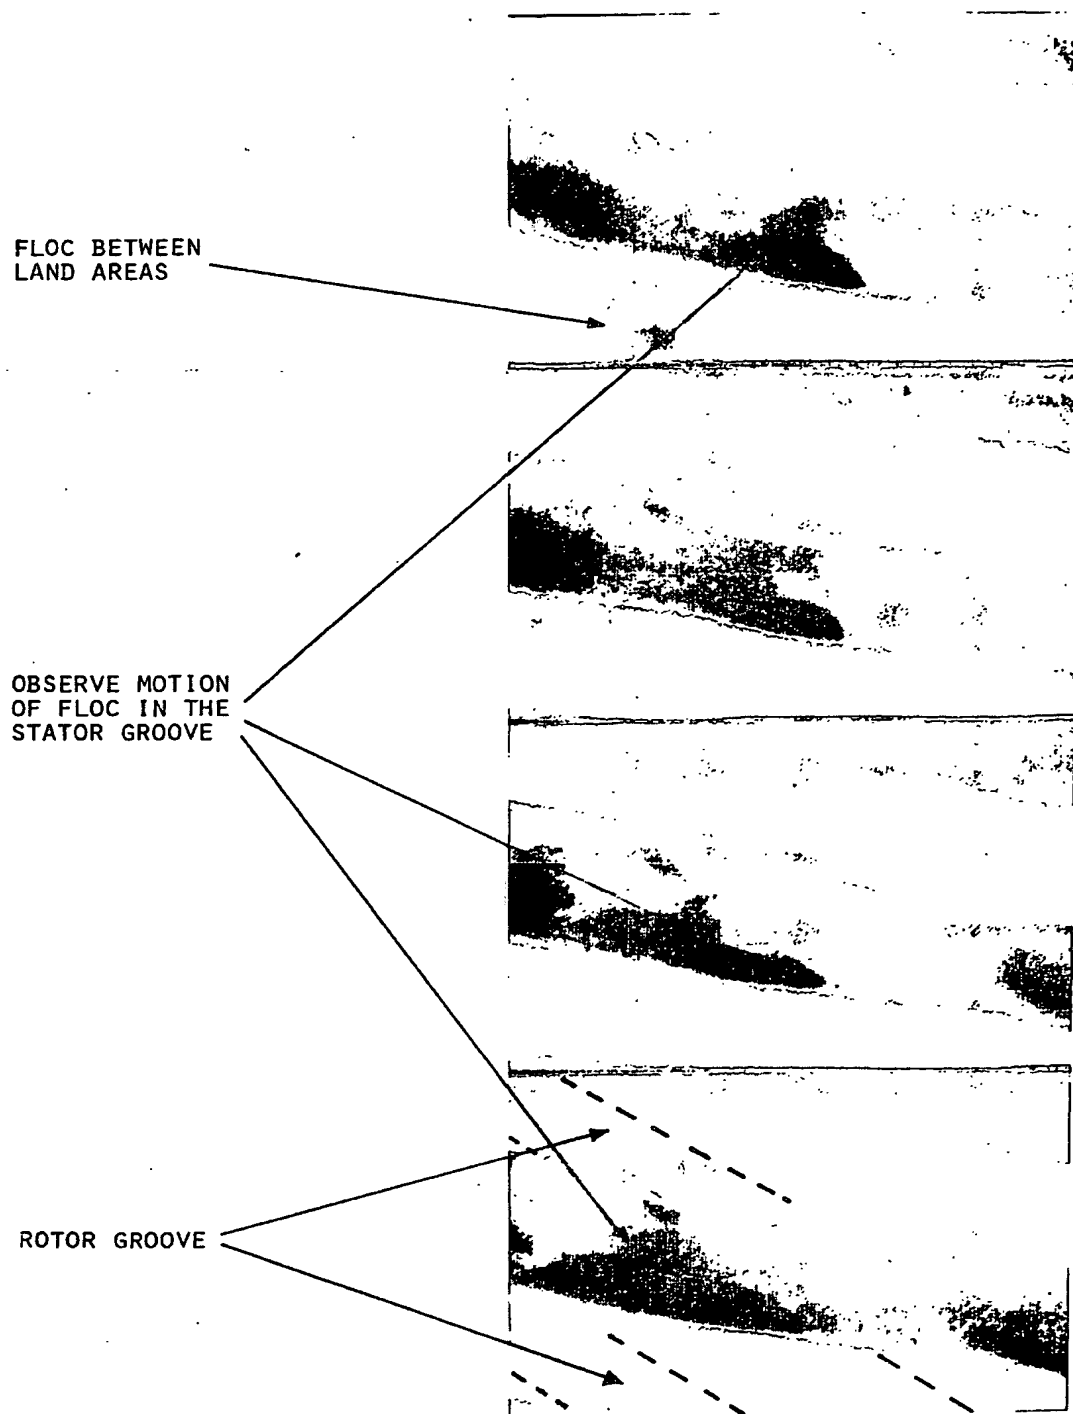 FLOC BETWEEN
LAND AREAS
OBSERVE MOTION
OF FLOC IN THE
STATOR GROOVE
ROTOR GROOVE